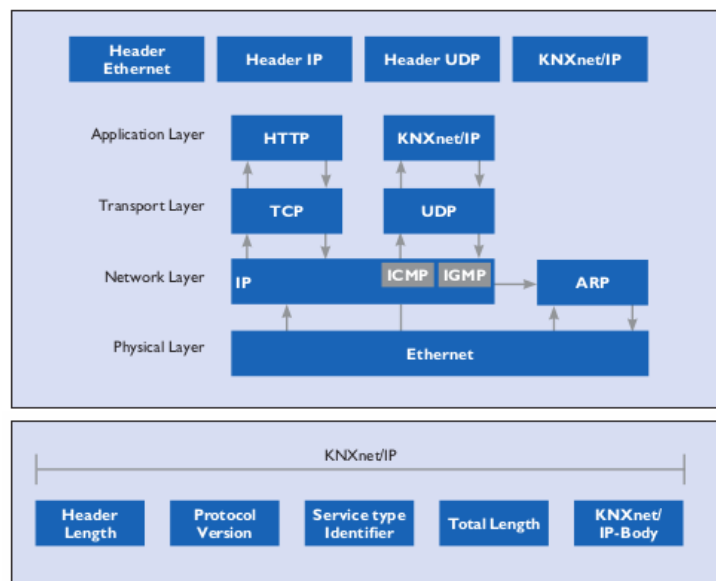 Header
Ethernet
Header IP
Header UDP
KNXnet/IP
Application Layer
HTTP
KNXnet/IP
Transport Layer
TCP
UDP
Network Layer
IP
ICMP
IGMP
ARP
Physical Layer
Ethernet
KNXnet/IP
Header
Length
Protocol
Version
Service type
Identifier
Total Length
KNXnet/
IP-Body